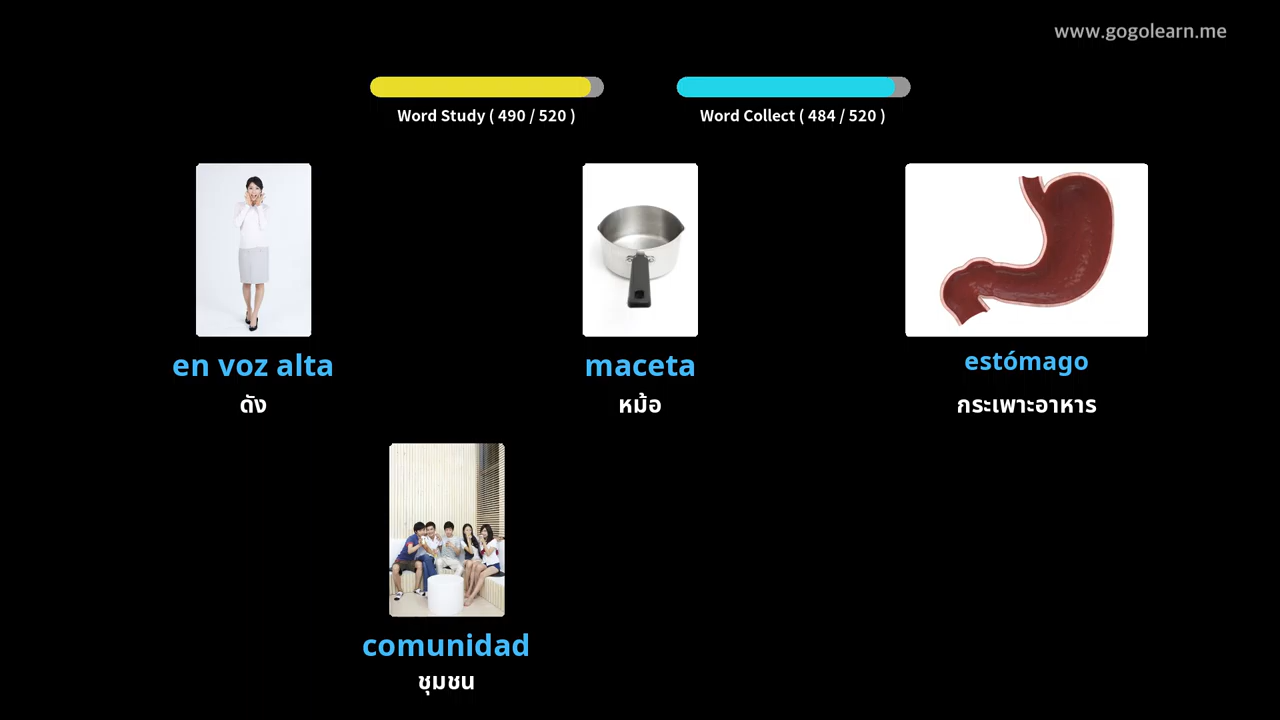 www.gogolearn.me
Word Study ( 490 / 520 )
Word Collect ( 484 / 520 )
en voz alta
ดัง
maceta
หม้อ
estómago
กระเพาะอาหาร
comunidad
ชุมชน